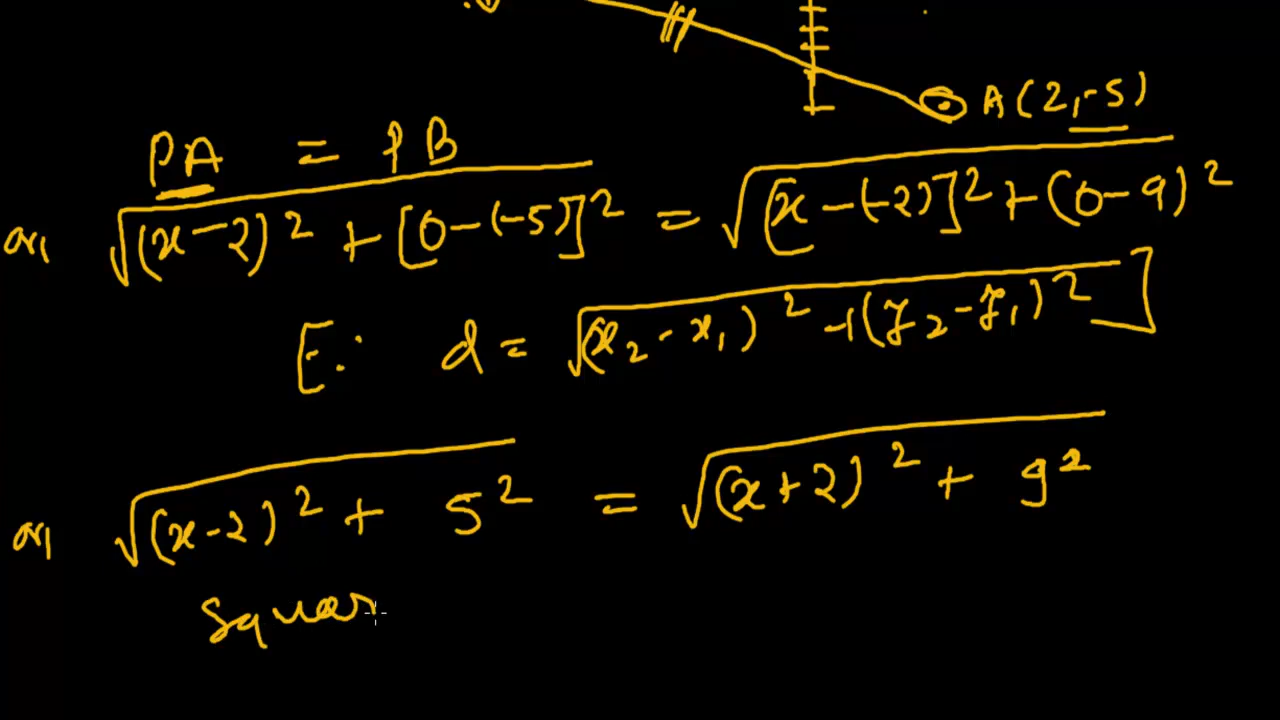 A(2,-5)
PA = PB
or, √(x-2)² + [0-(-5)]² = √[x-(-2)]² + (0-9)²
[∵ d = √(x₂-x₁)² + (y₂-y₁)²]
or, √(x-2)² + 5² = √(x+2)² + 9²
Squar